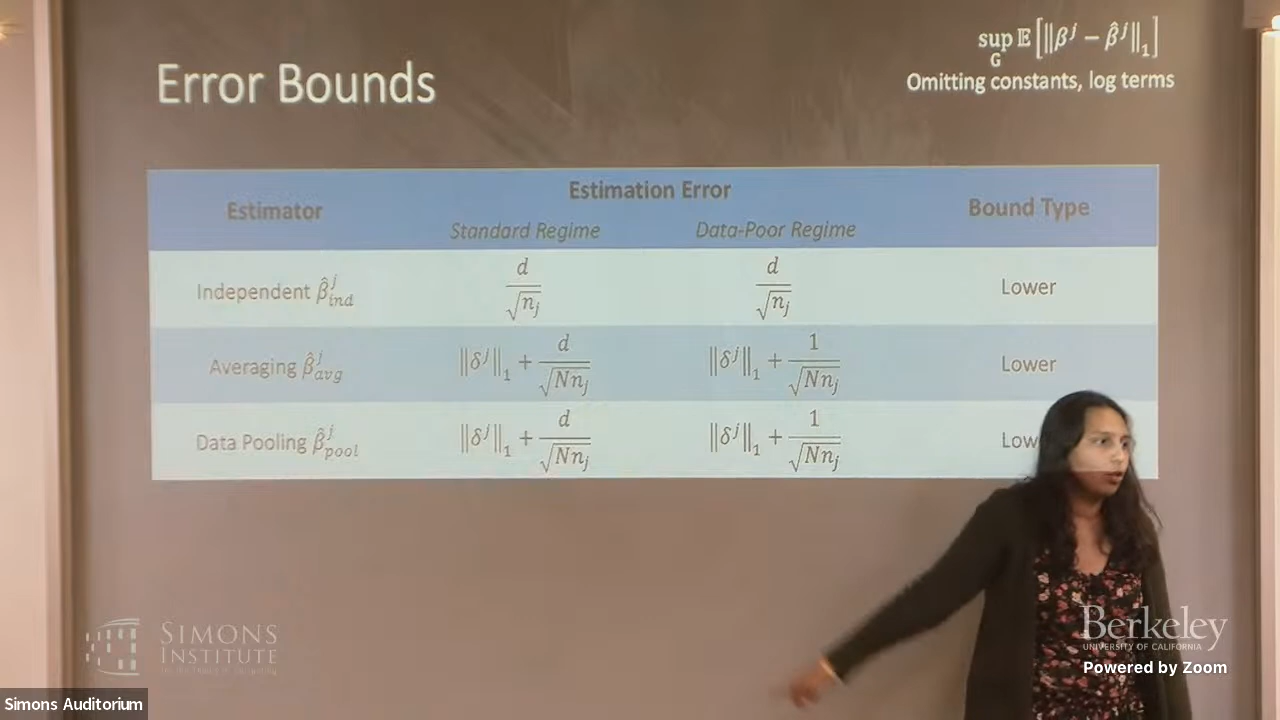 Error Bounds
sup_G 𝔼[‖β^j − β̂^j‖_1]
Omitting constants, log terms
Estimator
Estimation Error
Bound Type
Standard Regime
Data-Poor Regime
Independent β̂^j_ind d/√n_j d/√n_j Lower
Averaging β̂^j_avg ‖δ^j‖_1 + d/√(Nn_j) ‖δ^j‖_1 + 1/√(Nn_j) Lower
Data Pooling β̂^j_pool ‖δ^j‖_1 + d/√(Nn_j) ‖δ^j‖_1 + 1/√(Nn_j) Low
SIMONS
INSTITUTE
Berkeley
UNIVERSITY OF CALIFORNIA
Powered by Zoom
Simons Auditorium